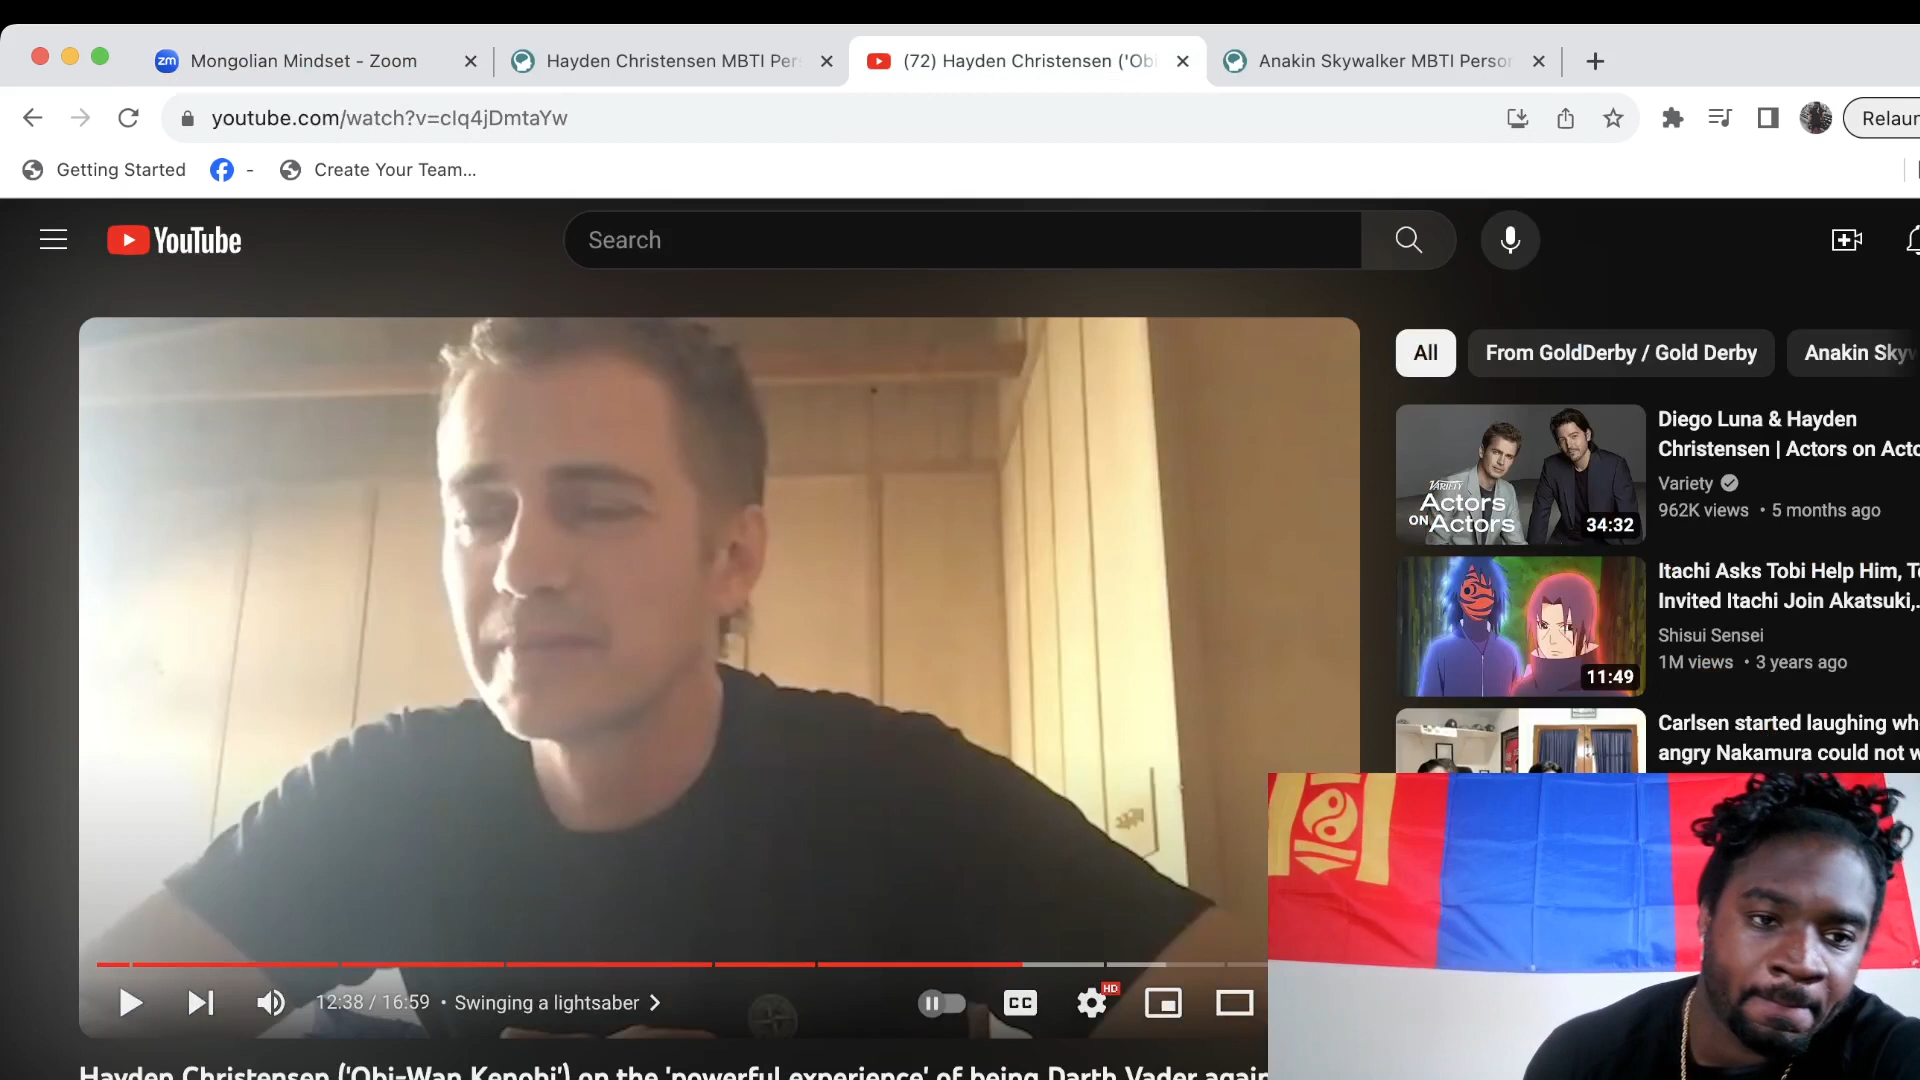 Mongolian Mindset - Zoom
Hayden Christensen MBTI Per
(72) Hayden Christensen ('Ob
Anakin Skywalker MBTI Person
youtube.com/watch?v=clq4jDmtaYw
Relau
Getting Started
-
Create Your Team...
YouTube
Search
All
From GoldDerby / Gold Derby
Anakin Sky
VARIETY
Actors
ON Actors
34:32
Diego Luna & Hayden
Christensen | Actors on Acto
Variety
962K views • 5 months ago
11:49
Itachi Asks Tobi Help Him, T
Invited Itachi Join Akatsuki,
Shisui Sensei
1M views • 3 years ago
Carlsen started laughing wh
angry Nakamura could not w
12:38 / 16:59 • Swinging a lightsaber
CC
HD
Hayden Christensen ('Obi-Wan Kenobi') on the 'powerful experience' of being Darth Vader again